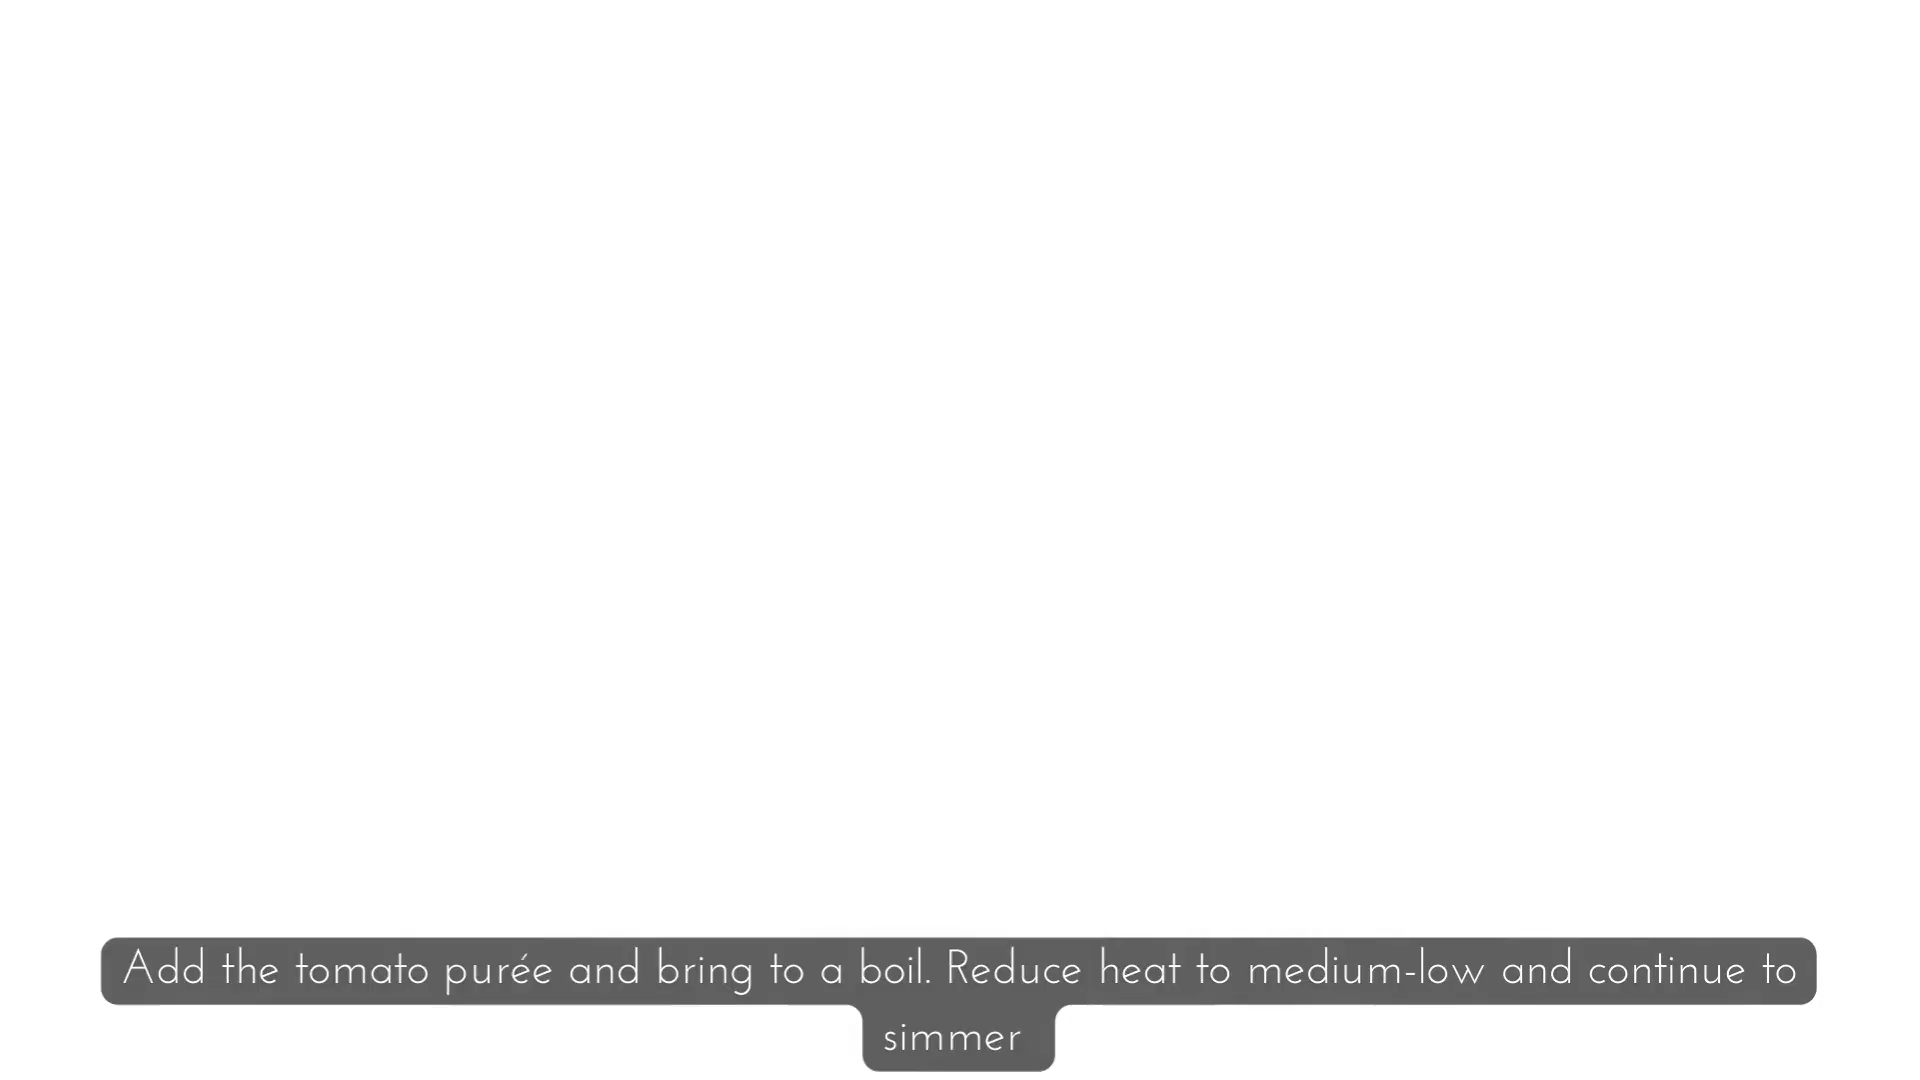 Add the tomato purée and bring to a boil. Reduce heat to medium-low and continue to
simmer